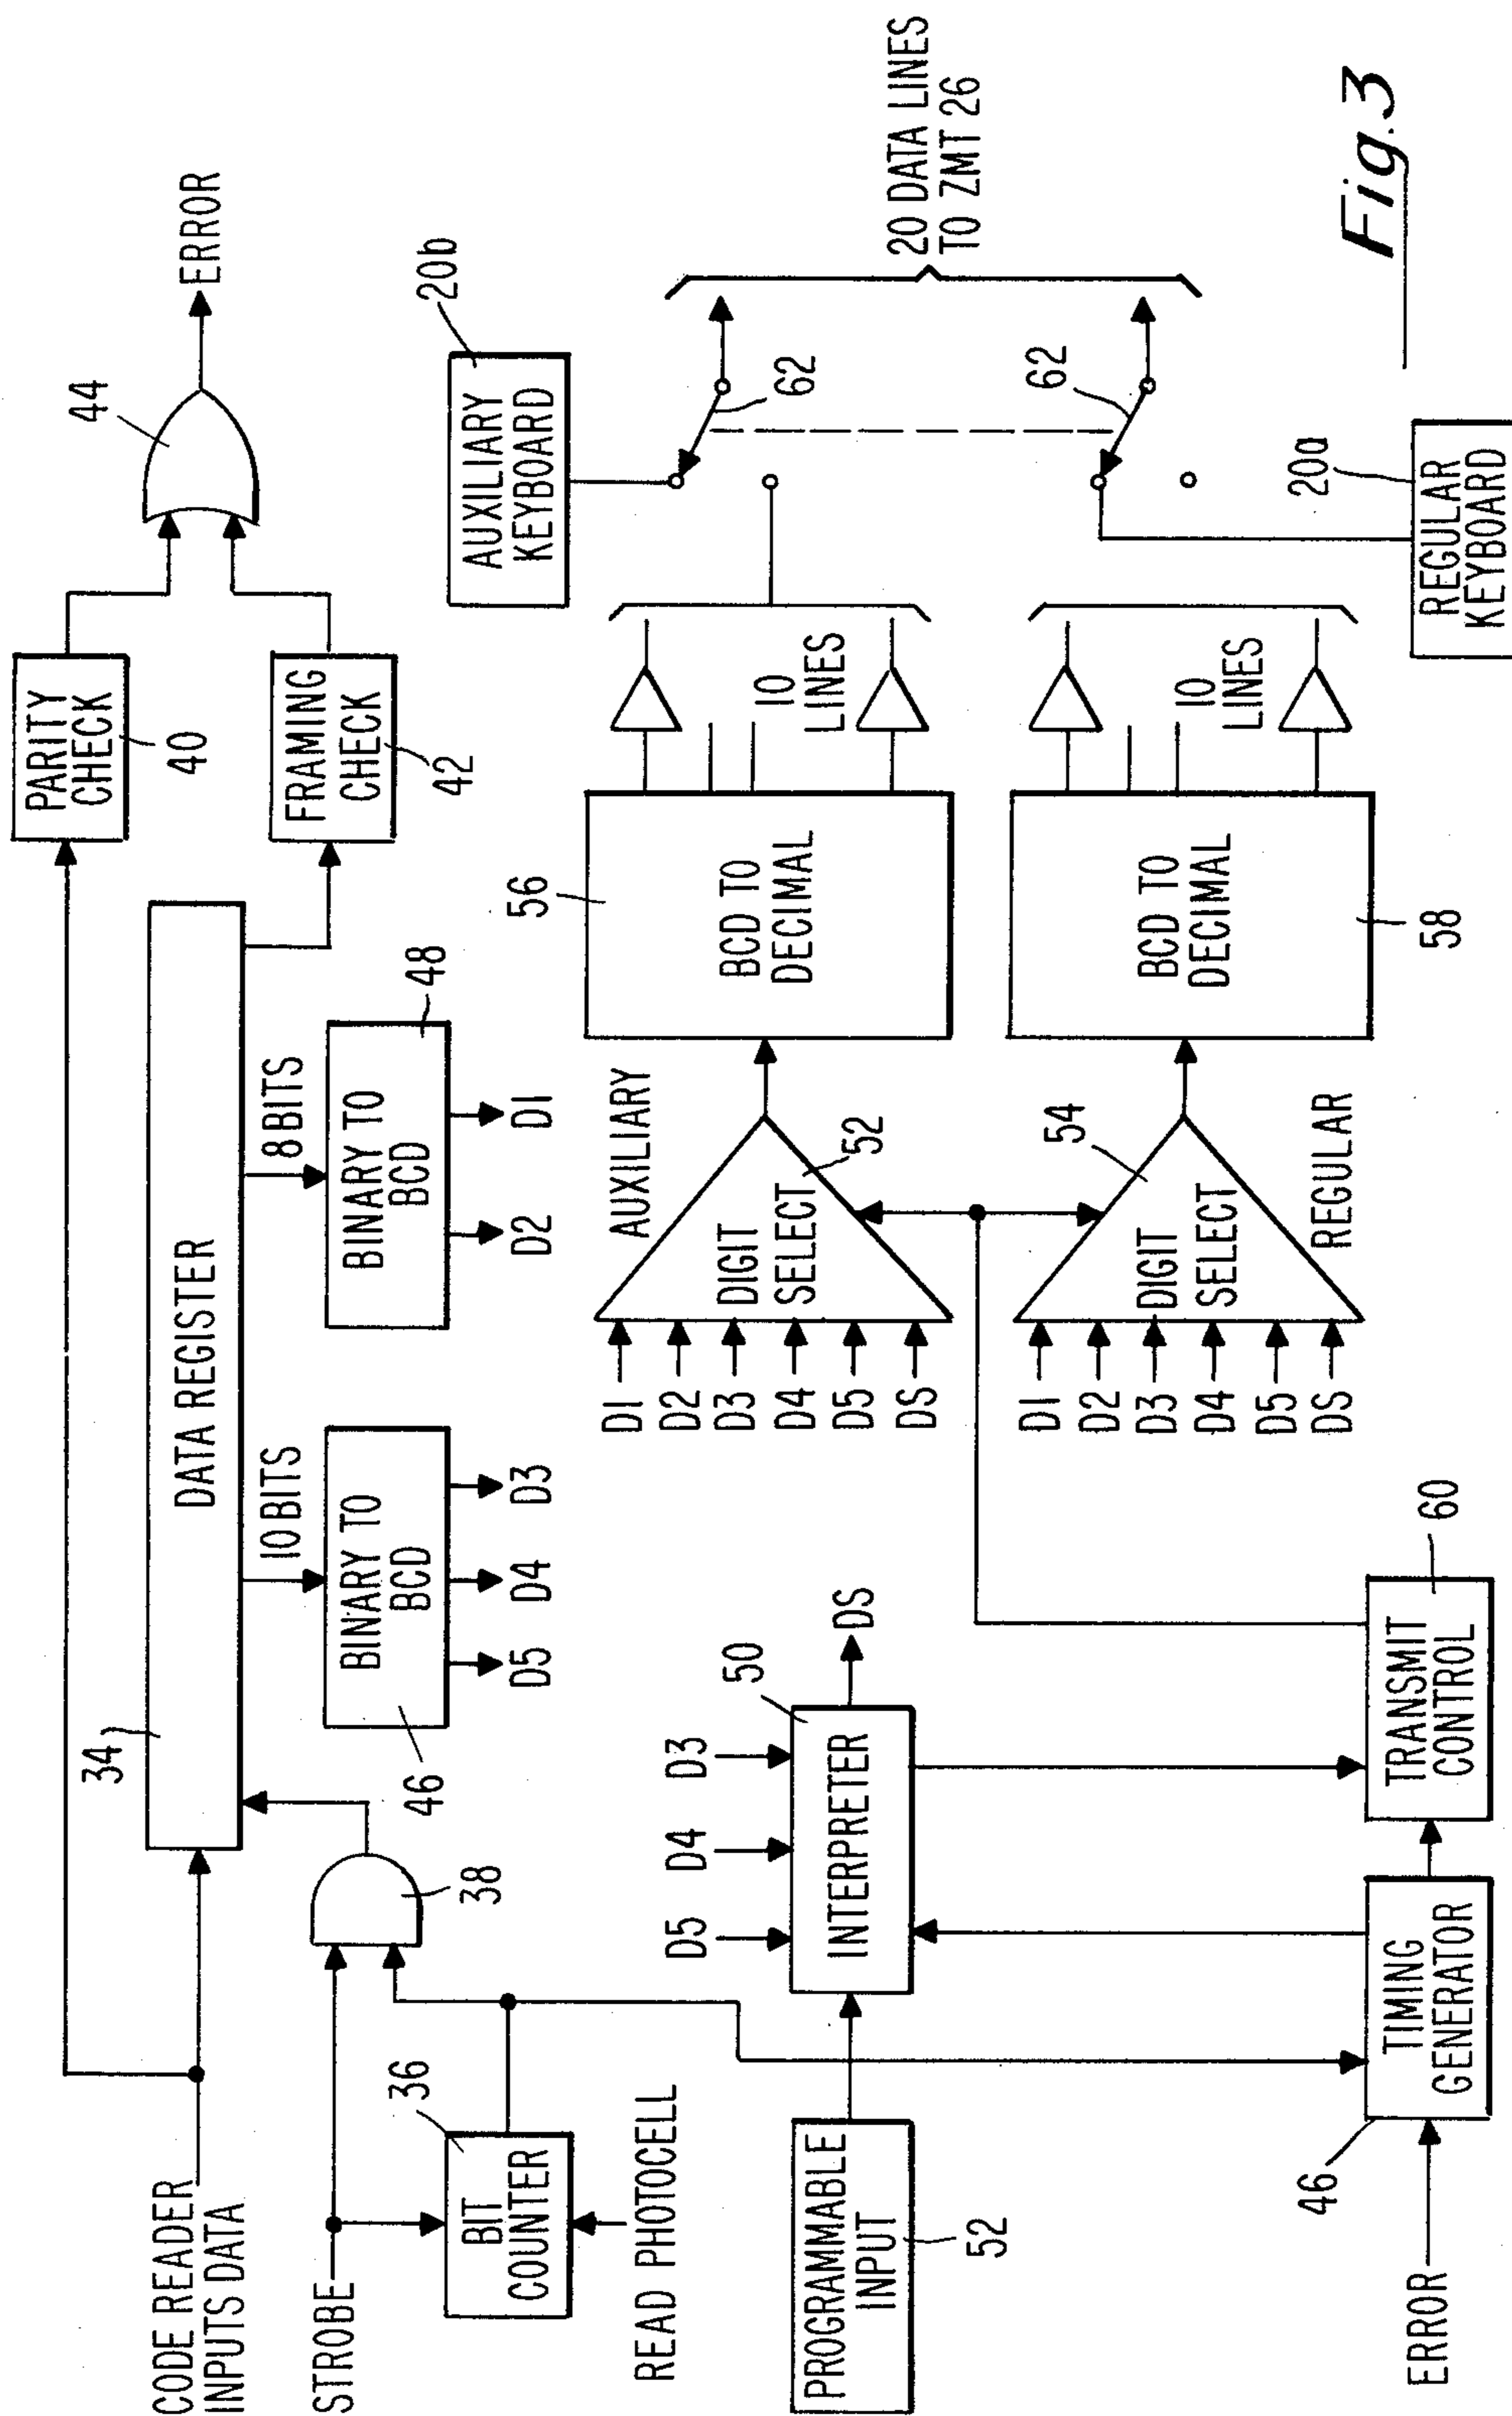 CODE READER
INPUTS DATA
34
DATA REGISTER
PARITY
CHECK
40
44
ERROR
FRAMING
CHECK
42
STROBE
38
10 BITS
8 BITS
36
BIT
COUNTER
READ PHOTOCELL
BINARY TO
BCD
46
D5
D4
D3
BINARY TO
BCD
48
D2
D1
AUXILIARY
KEYBOARD
20b
PROGRAMMABLE
INPUT
52
D5
D4
D3
INTERPRETER
50
DS
D1
D2
D3
D4
D5
DS
DIGIT
SELECT
AUXILIARY
52
56
BCD TO
DECIMAL
10
LINES
62
20 DATA LINES
TO ZMT 26
D1
D2
D3
D4
D5
DS
DIGIT
SELECT
REGULAR
54
BCD TO
DECIMAL
58
10
LINES
62
ERROR
46
TIMING
GENERATOR
TRANSMIT
CONTROL
60
REGULAR
KEYBOARD
20a
Fig. 3